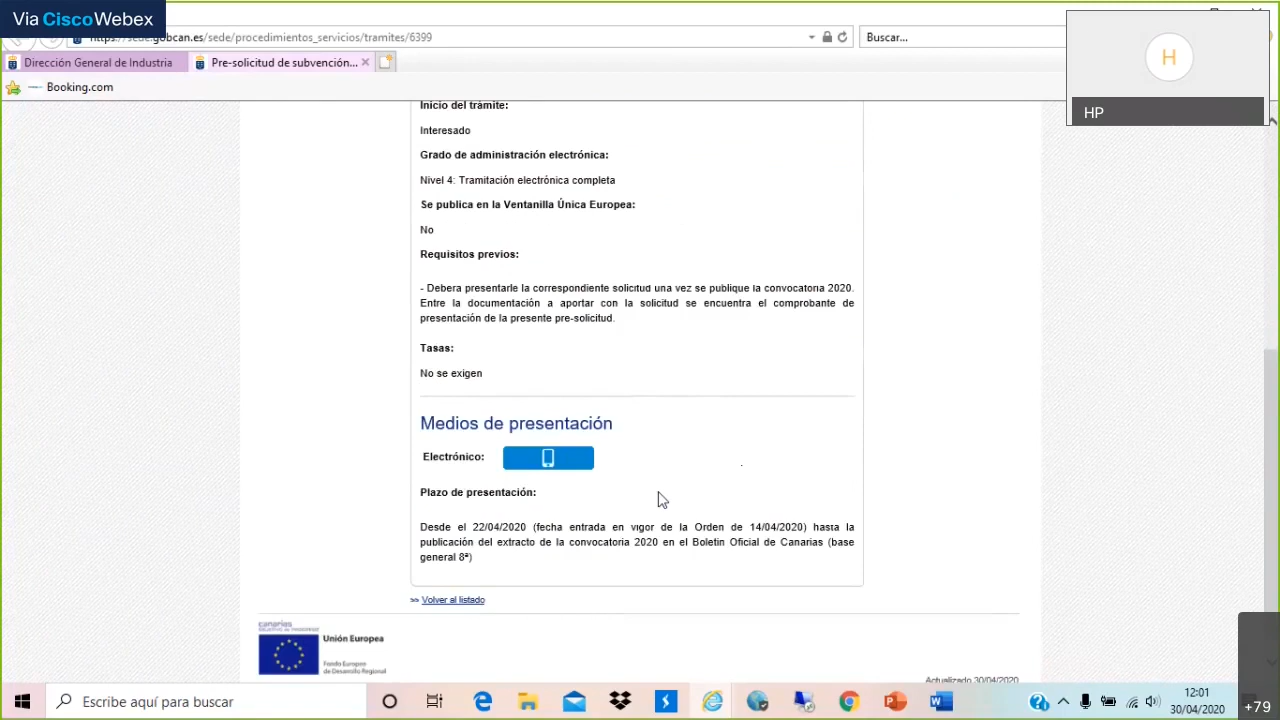 Via Cisco Webex
https://sede.gobcan.es/sede/procedimientos_servicios/tramites/6399
Buscar...
Dirección General de Industria
Pre-solicitud de subvención...
Booking.com
H
HP
Inicio del trámite:
Interesado
Grado de administración electrónica:
Nivel 4: Tramitación electrónica completa
Se publica en la Ventanilla Única Europea:
No
Requisitos previos:
- Debera presentarle la correspondiente solicitud una vez se publique la convocatoria 2020.
Entre la documentación a aportar con la solicitud se encuentra el comprobante de
presentación de la presente pre-solicitud.
Tasas:
No se exigen
Medios de presentación
Electrónico:
Plazo de presentación:
Desde el 22/04/2020 (fecha entrada en vigor de la Orden de 14/04/2020) hasta la
publicación del extracto de la convocatoria 2020 en el Boletin Oficial de Canarias (base
general 8ª)
>> Volver al listado
canarias
Unión Europea
Fondo Europeo
de Desarrollo Regional
Actualizado 30/04/2020
Escribe aquí para buscar
12:01
30/04/2020
+79